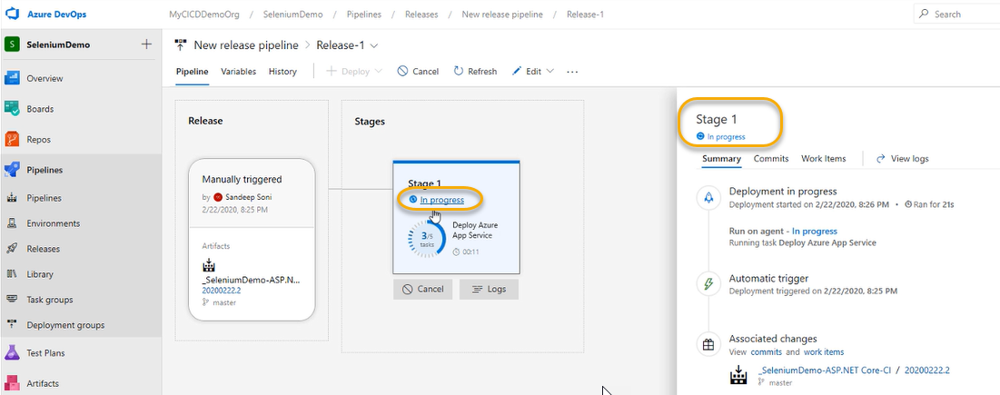 Azure DevOps
MyCICDDemoOrg / SeleniumDemo / Pipelines / Releases / New release pipeline / Release-1
Search
S
SeleniumDemo
Overview
Boards
Repos
Pipelines
Pipelines
Environments
Releases
Library
Task groups
Deployment groups
Test Plans
Artifacts
New release pipeline > Release-1
Pipeline Variables History
Deploy Cancel Refresh Edit ...
Release
Manually triggered
by Sandeep Soni
2/22/2020, 8:25 PM
Artifacts
_SeleniumDemo-ASP.N...
20200222.2
master
Stages
Stage 1
In progress
3/5
tasks
Deploy Azure
App Service
00:11
Cancel
Logs
Stage 1
In progress
Summary Commits Work Items View logs
Deployment in progress
Deployment started on 2/22/2020, 8:26 PM • Ran for 21s
Run on agent - In progress
Running task Deploy Azure App Service
Automatic trigger
Deployment triggered on 2/22/2020, 8:25 PM
Associated changes
View commits and work items
_SeleniumDemo-ASP.NET Core-CI / 20200222.2
master